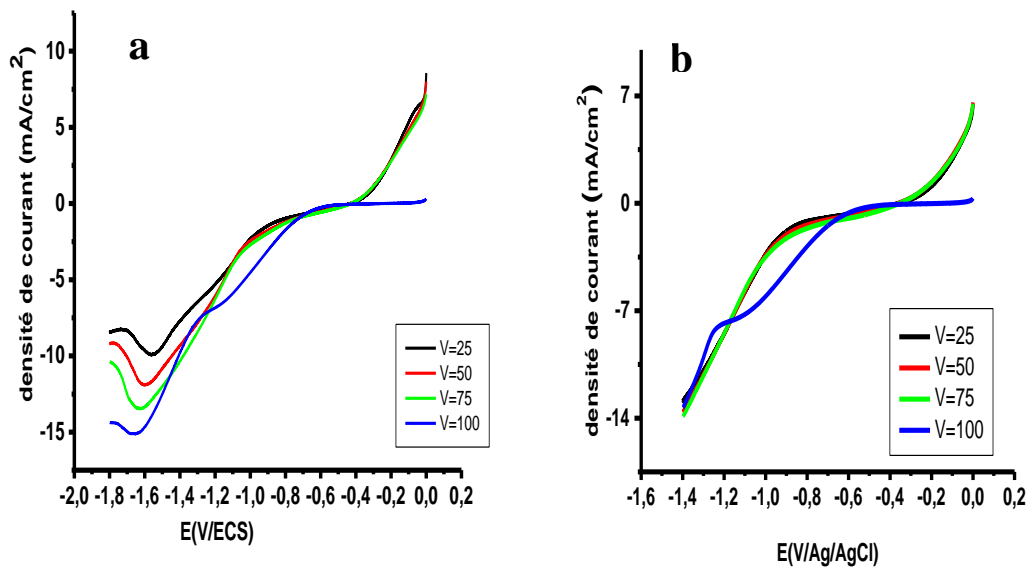 a
densité de courant (mA/cm²)
10
5
0
-5
-10
-15
V=25
V=50
V=75
V=100
-2,0 -1,8 -1,6 -1,4 -1,2 -1,0 -0,8 -0,6 -0,4 -0,2 0,0 0,2
E(V/ECS)
b
densité de courant (mA/cm²)
7
0
-7
-14
V=25
V=50
V=75
V=100
-1,6 -1,4 -1,2 -1,0 -0,8 -0,6 -0,4 -0,2 0,0 0,2
E(V/Ag/AgCl)